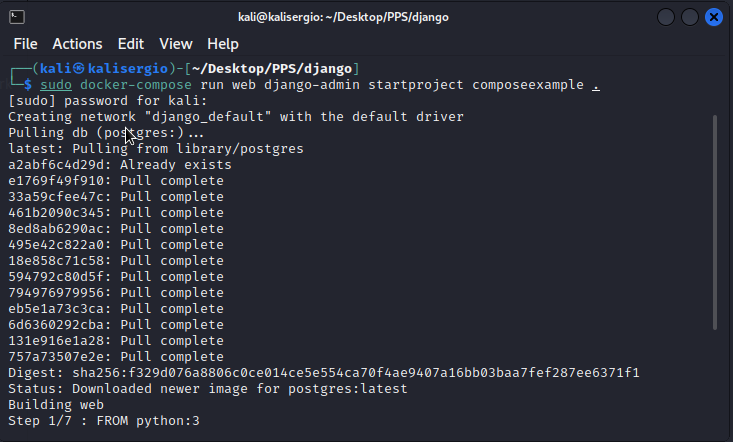 kali@kalisergio: ~/Desktop/PPS/django
File Actions Edit View Help
┌──(kali㉿kalisergio)-[~/Desktop/PPS/django]
└─$ sudo docker-compose run web django-admin startproject composeexample .
[sudo] password for kali:
Creating network "django_default" with the default driver
Pulling db (postgres:)...
latest: Pulling from library/postgres
a2abf6c4d29d: Already exists
e1769f49f910: Pull complete
33a59cfee47c: Pull complete
461b2090c345: Pull complete
8ed8ab6290ac: Pull complete
495e42c822a0: Pull complete
18e858c71c58: Pull complete
594792c80d5f: Pull complete
794976979956: Pull complete
eb5e1a73c3ca: Pull complete
6d6360292cba: Pull complete
131e916e1a28: Pull complete
757a73507e2e: Pull complete
Digest: sha256:f329d076a8806c0ce014ce5e554ca70f4ae9407a16bb03baa7fef287ee6371f1
Status: Downloaded newer image for postgres:latest
Building web
Step 1/7 : FROM python:3